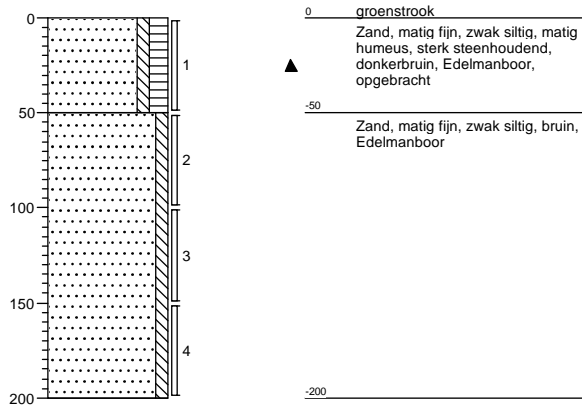 0
50
100
150
200
1
2
3
4
0 groenstrook
Zand, matig fijn, zwak siltig, matig
humeus, sterk steenhoudend,
donkerbruin, Edelmanboor,
opgebracht
-50
Zand, matig fijn, zwak siltig, bruin,
Edelmanboor
-200